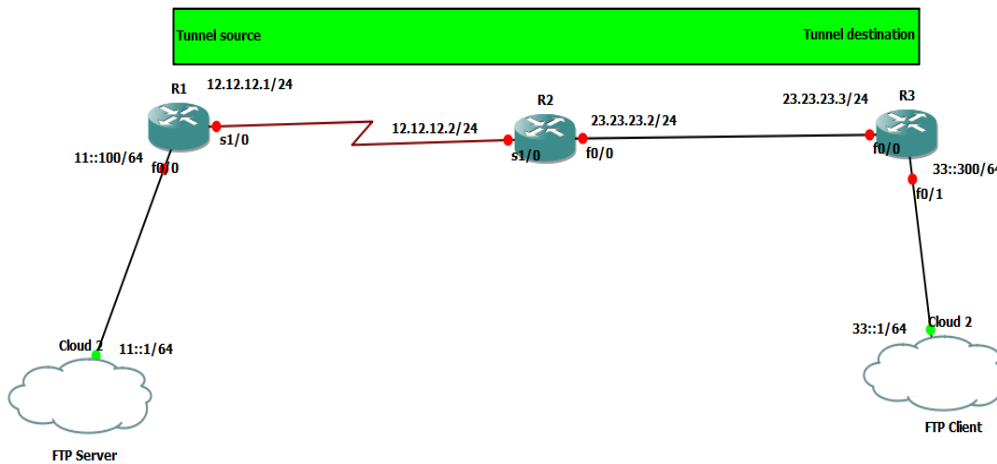 Tunnel source
Tunnel destination
R1
12.12.12.1/24
s1/0
11::100/64
f0/0
12.12.12.2/24
s1/0
R2
23.23.23.2/24
f0/0
23.23.23.3/24
R3
f0/0
33::300/64
f0/1
Cloud 2
11::1/64
FTP Server
33::1/64
Cloud 2
FTP Client